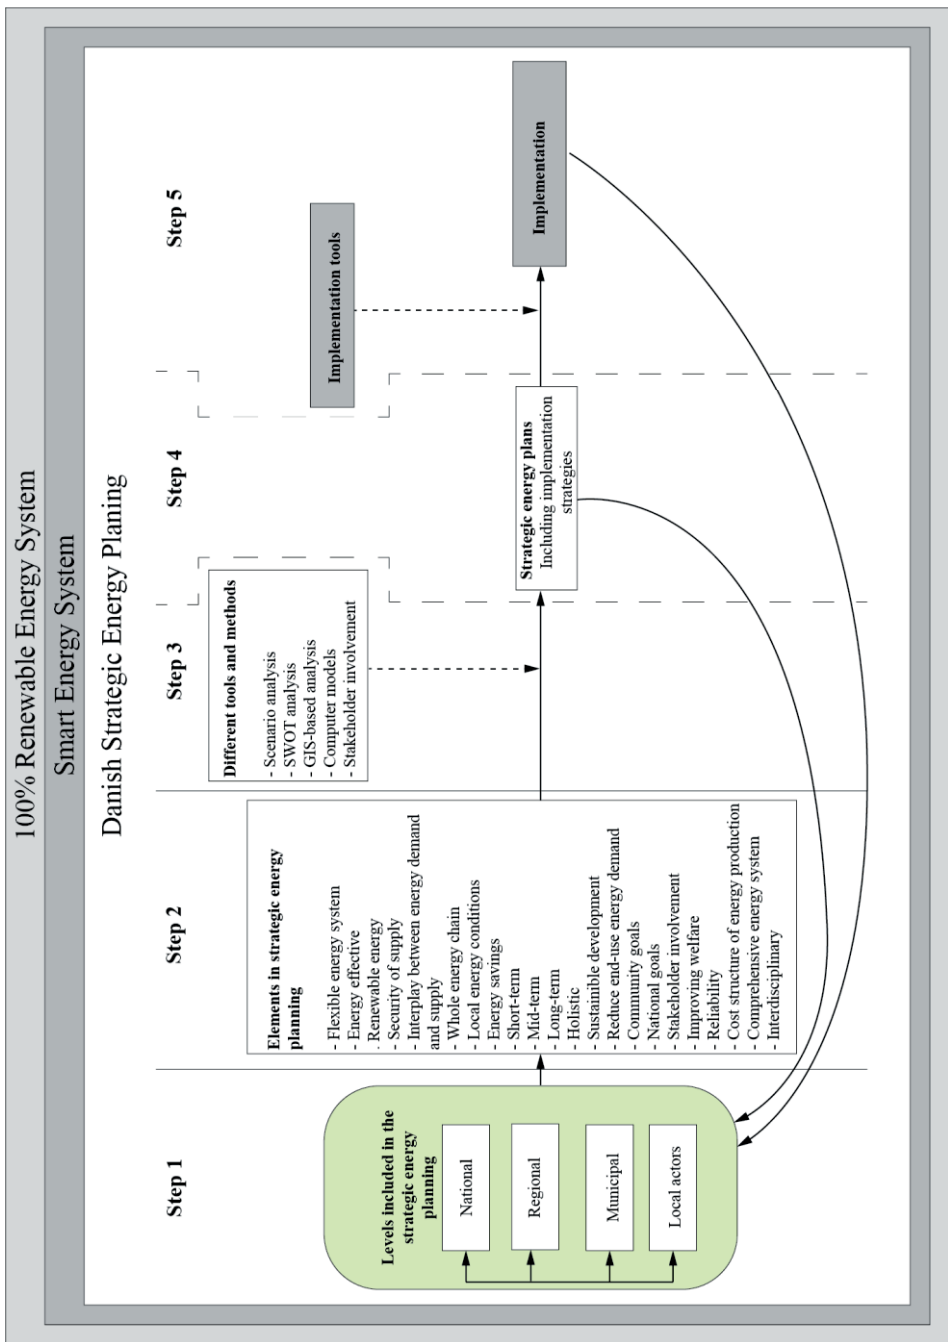 100% Renewable Energy System
Smart Energy System
Danish Strategic Energy Planing
Step 1
Step 2
Step 3
Step 4
Step 5
Levels included in the
strategic energy
planning
National
Regional
Municipal
Local actors
Elements in strategic energy
planning
- Flexible energy system
- Energy effective
. Renewable energy
- Security of supply
- Interplay between energy demand
and supply
- Whole energy chain
- Local energy conditions
- Energy savings
- Short-term
- Mid-term
- Long-term
- Holistic
- Sustainible development
- Reduce end-use energy demand
- Community goals
- National goals
- Stakeholder involvement
- Improving welfare
- Reliability
- Cost structure of energy production
- Comprehensive energy system
- Interdisciplinary
Different tools and methods
- Scenario analysis
- SWOT analysis
- GIS-based analysis
- Computer models
- Stakeholder involvement
Strategic energy plans
Including implementation
strategies
Implementation tools
Implementation